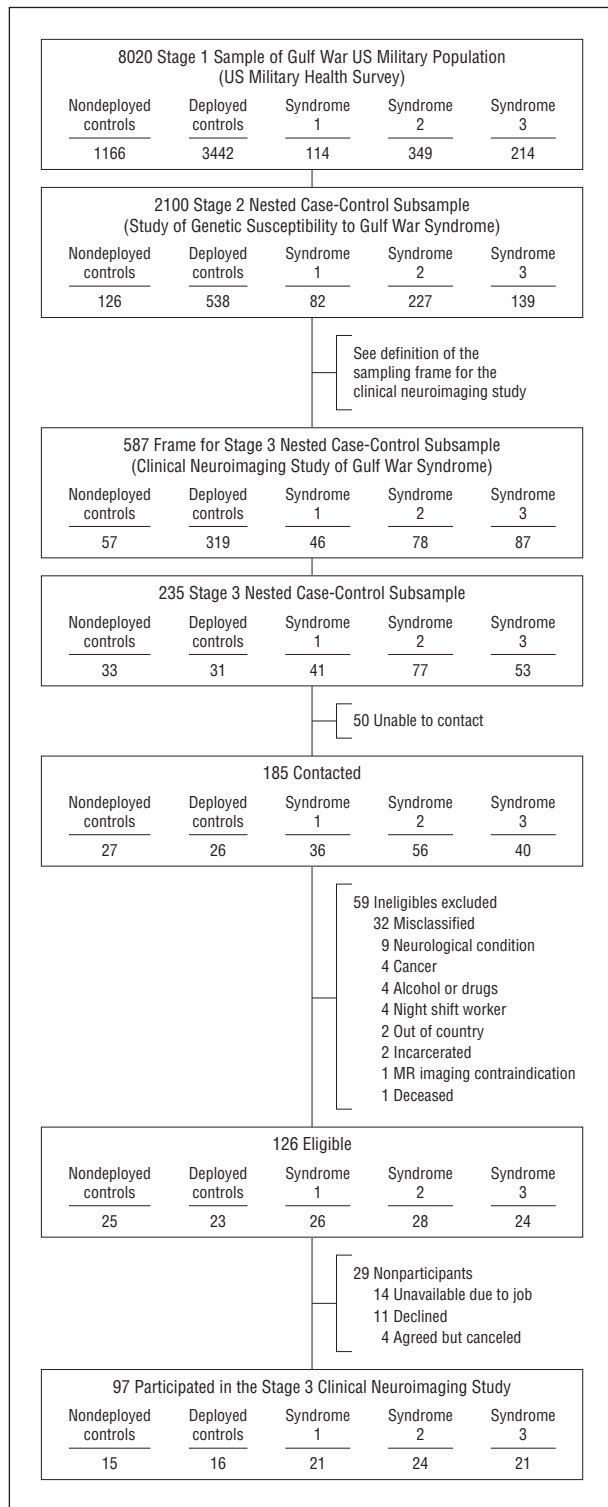 8020 Stage 1 Sample of Gulf War US Military Population
(US Military Health Survey)
Nondeployed Deployed Syndrome Syndrome Syndrome
controls controls 1 2 3
1166 3442 114 349 214
2100 Stage 2 Nested Case-Control Subsample
(Study of Genetic Susceptibility to Gulf War Syndrome)
Nondeployed Deployed Syndrome Syndrome Syndrome
controls controls 1 2 3
126 538 82 227 139
See definition of the
sampling frame for the
clinical neuroimaging study
587 Frame for Stage 3 Nested Case-Control Subsample
(Clinical Neuroimaging Study of Gulf War Syndrome)
Nondeployed Deployed Syndrome Syndrome Syndrome
controls controls 1 2 3
57 319 46 78 87
235 Stage 3 Nested Case-Control Subsample
Nondeployed Deployed Syndrome Syndrome Syndrome
controls controls 1 2 3
33 31 41 77 53
50 Unable to contact
185 Contacted
Nondeployed Deployed Syndrome Syndrome Syndrome
controls controls 1 2 3
27 26 36 56 40
59 Ineligibles excluded
32 Misclassified
9 Neurological condition
4 Cancer
4 Alcohol or drugs
4 Night shift worker
2 Out of country
2 Incarcerated
1 MR imaging contraindication
1 Deceased
126 Eligible
Nondeployed Deployed Syndrome Syndrome Syndrome
controls controls 1 2 3
25 23 26 28 24
29 Nonparticipants
14 Unavailable due to job
11 Declined
4 Agreed but canceled
97 Participated in the Stage 3 Clinical Neuroimaging Study
Nondeployed Deployed Syndrome Syndrome Syndrome
controls controls 1 2 3
15 16 21 24 21